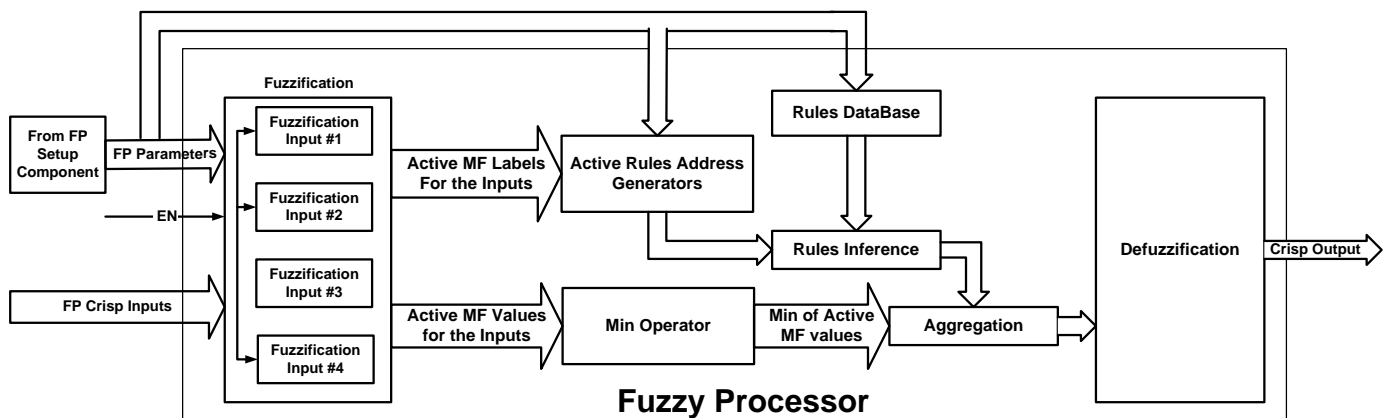 Fuzzification
From FP
Setup
Component
FP Parameters
EN
FP Crisp Inputs
Fuzzification
Input #1
Fuzzification
Input #2
Fuzzification
Input #3
Fuzzification
Input #4
Active MF Labels
For the Inputs
Active MF Values
for the Inputs
Active Rules Address
Generators
Min Operator
Rules DataBase
Rules Inference
Min of Active
MF values
Aggregation
Defuzzification
Crisp Output
Fuzzy Processor